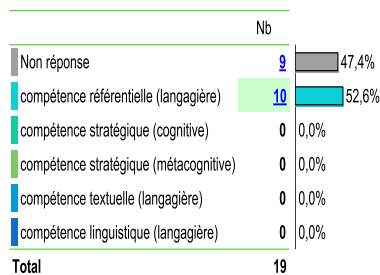 Nb
Non réponse 9 47,4%
compétence référentielle (langagière) 10 52,6%
compétence stratégique (cognitive) 0 0,0%
compétence stratégique (métacognitive) 0 0,0%
compétence textuelle (langagière) 0 0,0%
compétence linguistique (langagière) 0 0,0%
Total 19